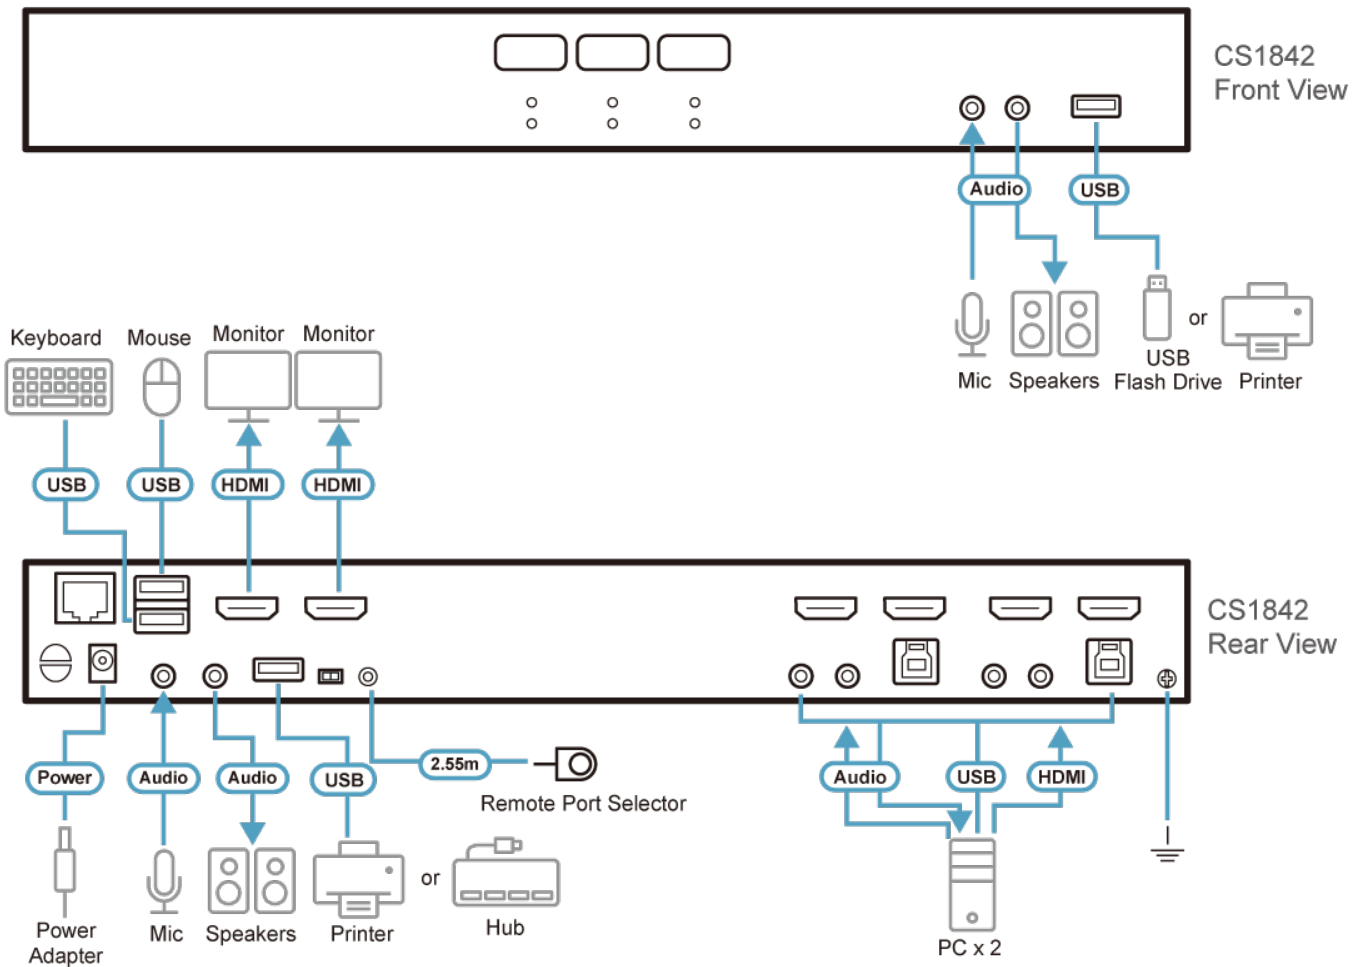 CS1842
Front View
Audio
USB
Mic
Speakers
USB
Flash Drive
or
Printer
Keyboard
Mouse
Monitor
Monitor
USB
USB
HDMI
HDMI
CS1842
Rear View
Power
Audio
Audio
USB
2.55m
Remote Port Selector
Audio
USB
HDMI
Power
Adapter
Mic
Speakers
Printer
or
Hub
PC x 2